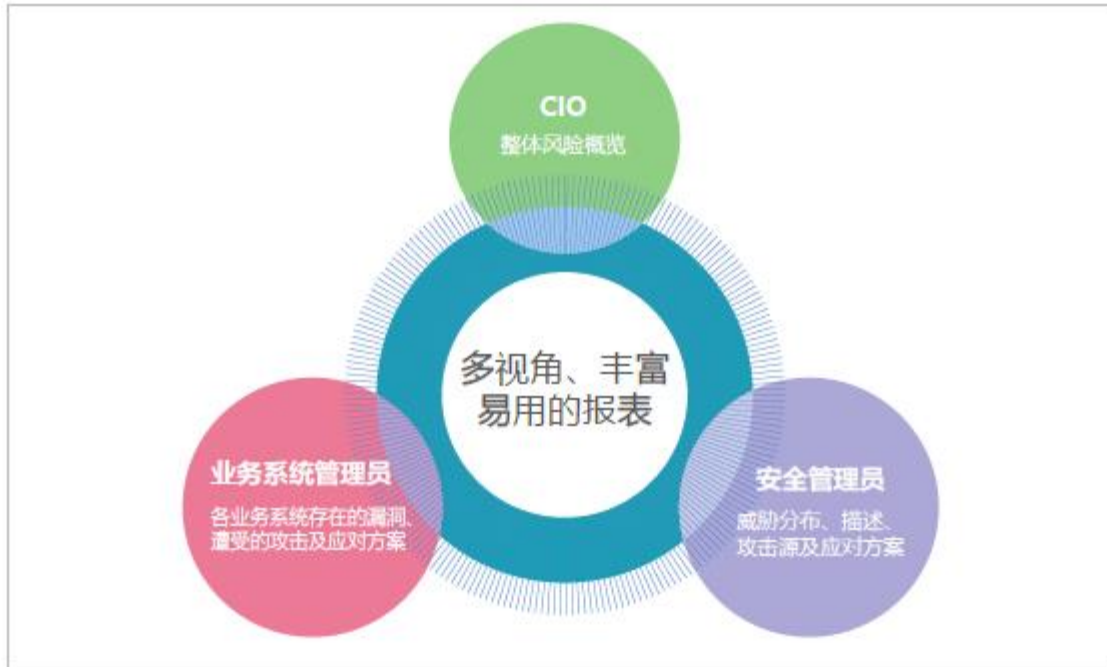 CIO
整体风险概览
多视角、丰富
易用的报表
业务系统管理员
各业务系统存在的漏洞、
遭受的攻击及应对方案
安全管理员
威胁分布、描述、
攻击源及应对方案